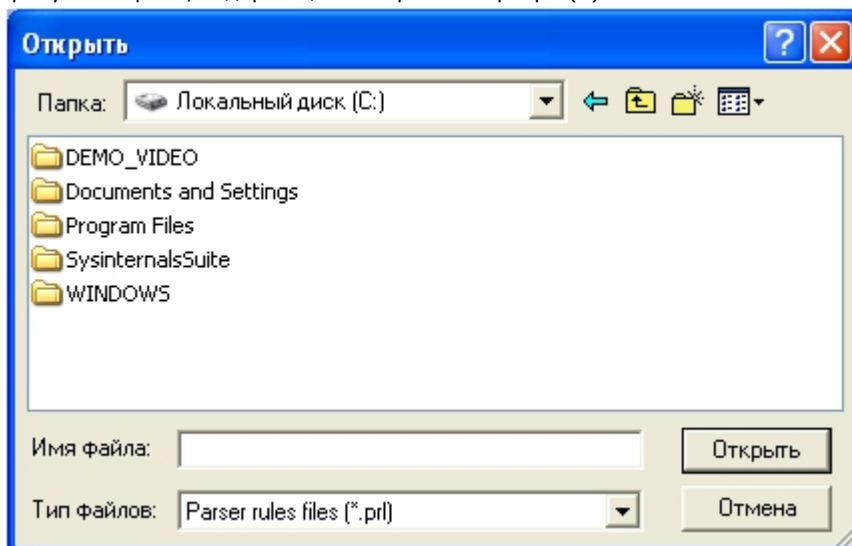 Открыть
Папка: Локальный диск (C:)
DEMO_VIDEO
Documents and Settings
Program Files
SysinternalsSuite
WINDOWS
Имя файла:
Открыть
Тип файлов: Parser rules files (*.prl)
Отмена